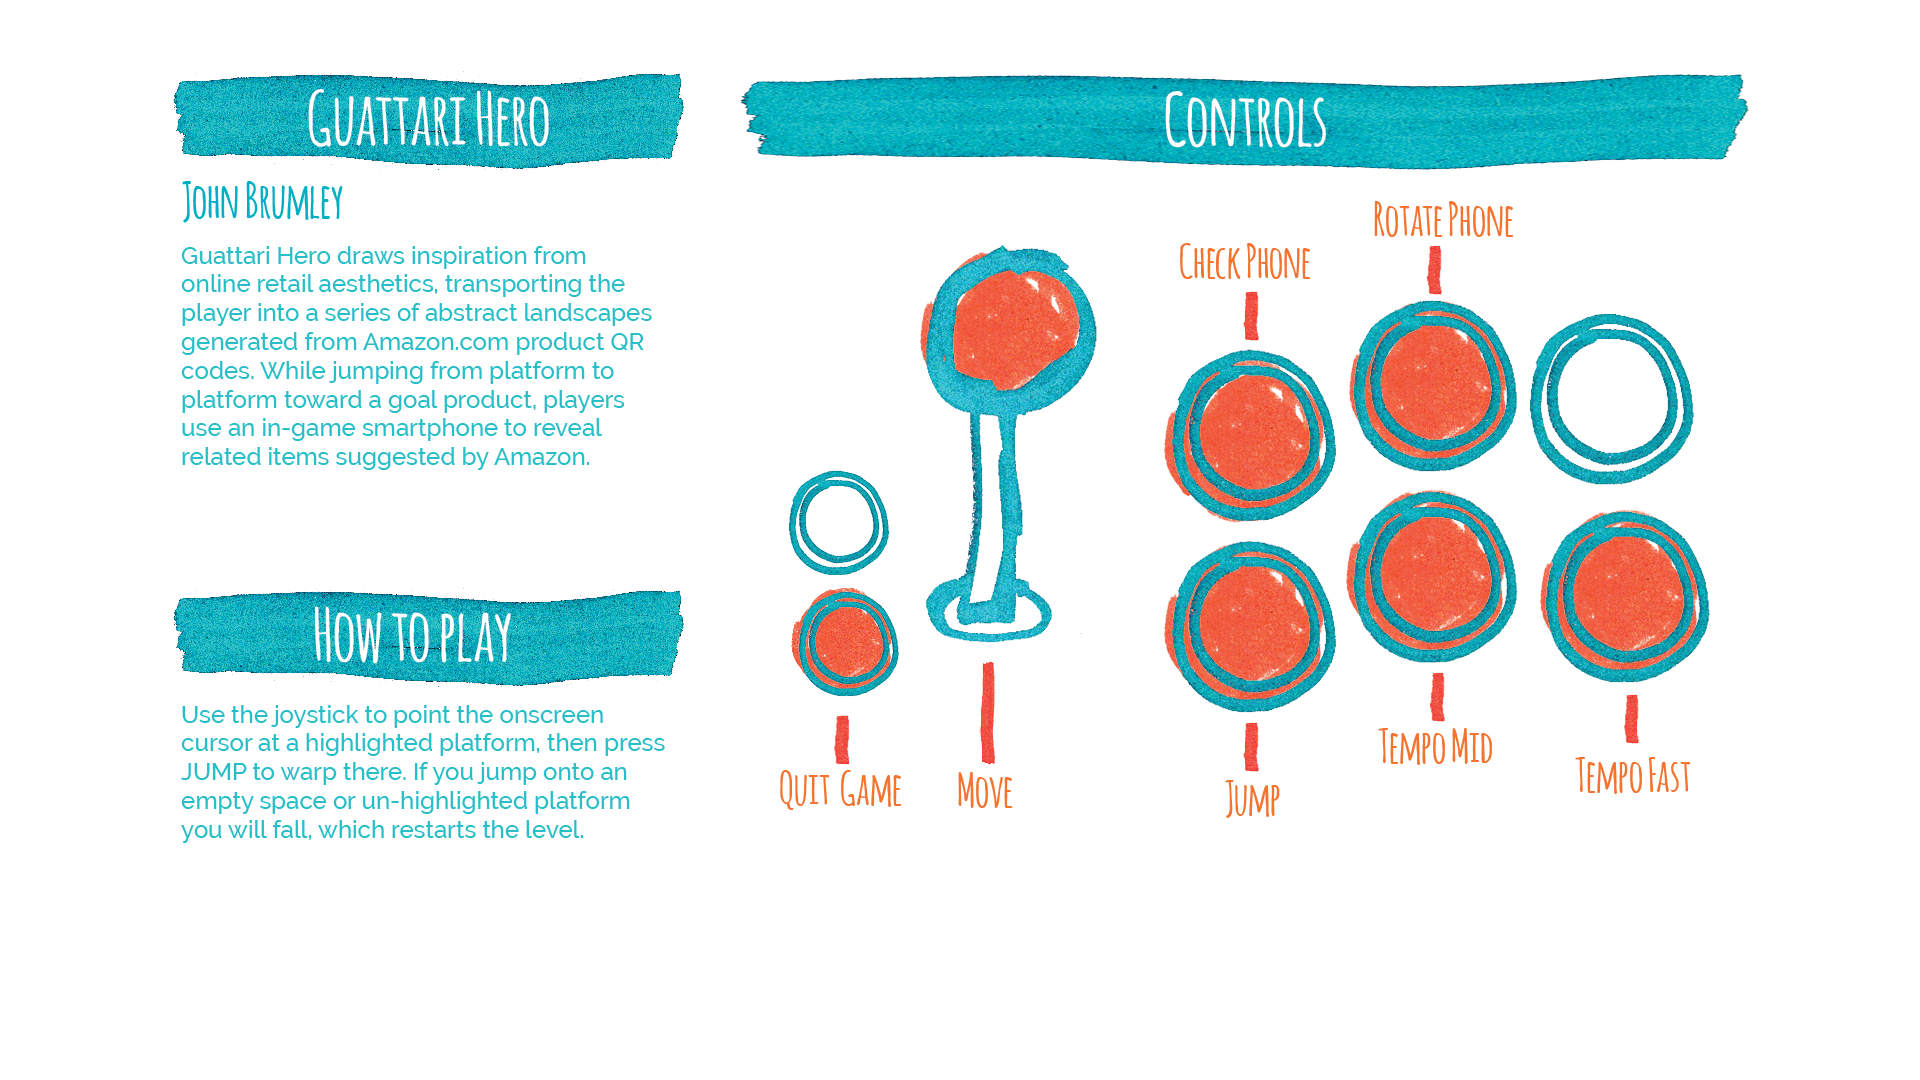 Guattari Hero
John Brumley
Guattari Hero draws inspiration from
online retail aesthetics, transporting the
player into a series of abstract landscapes
generated from Amazon.com product QR
codes. While jumping from platform to
platform toward a goal product, players
use an in-game smartphone to reveal
related items suggested by Amazon.
How to play
Use the joystick to point the onscreen
cursor at a highlighted platform, then press
JUMP to warp there. If you jump onto an
empty space or un-highlighted platform
you will fall, which restarts the level.
Controls
Rotate Phone
Check Phone
Quit Game
Move
Jump
Tempo Mid
Tempo Fast